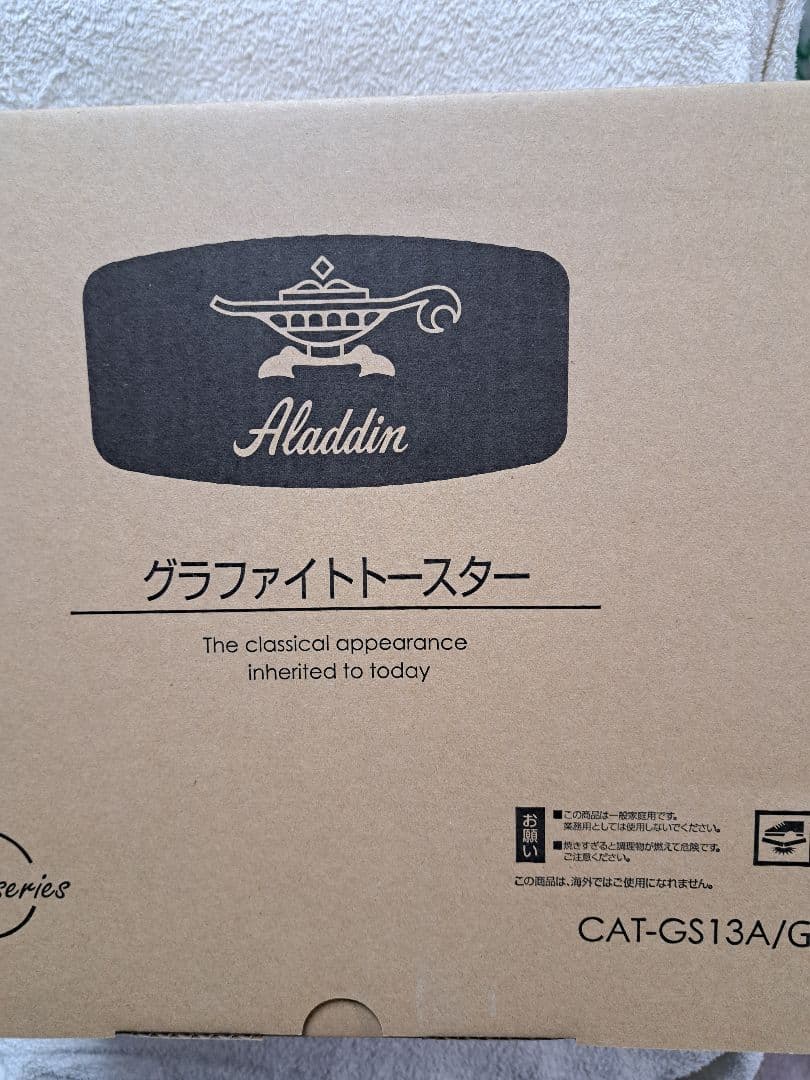 Aladdin
グラファイトトースター
The classical appearance
inherited to today
お願い
■この商品は一般家庭用です。
業務用としては使用しないでください。
■焼きすぎると調理物が燃えて危険です。
ご注意ください。
この商品は、海外ではご使用になれません。
series
CAT-GS13A/G